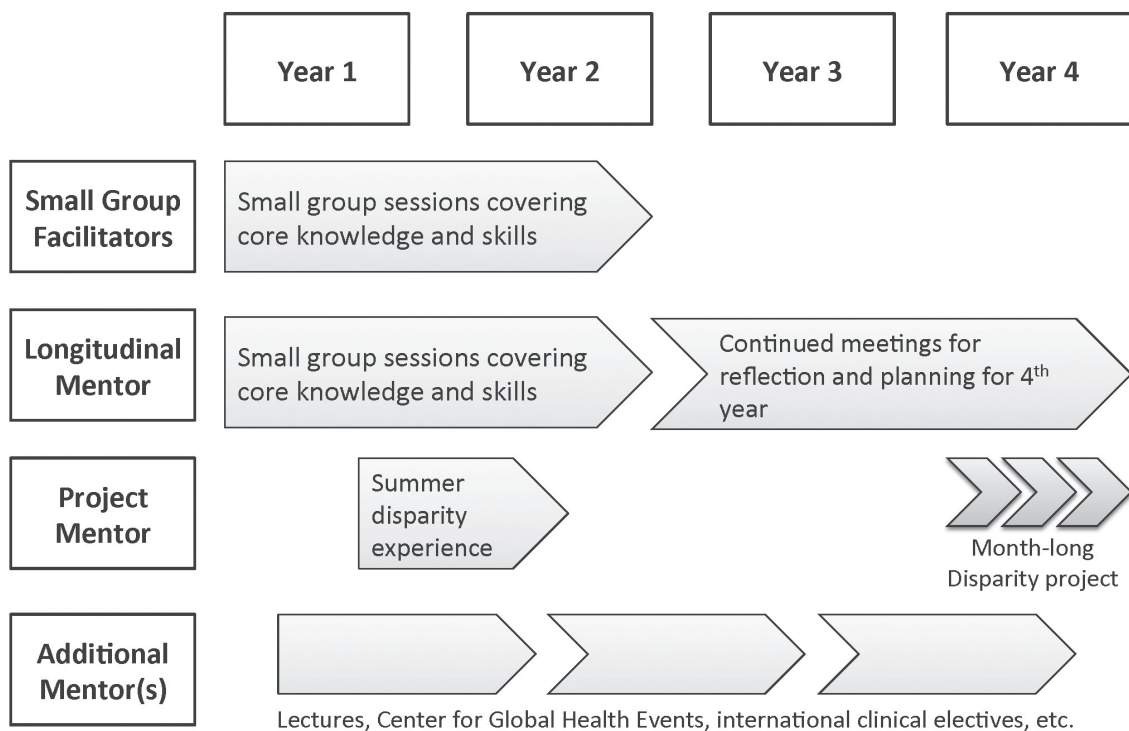 Year 1
Year 2
Year 3
Year 4
Small Group
Facilitators
Small group sessions covering
core knowledge and skills
Longitudinal
Mentor
Small group sessions covering
core knowledge and skills
Continued meetings for
reflection and planning for 4th
year
Project
Mentor
Summer
disparity
experience
Month-long
Disparity project
Additional
Mentor(s)
Lectures, Center for Global Health Events, international clinical electives, etc.